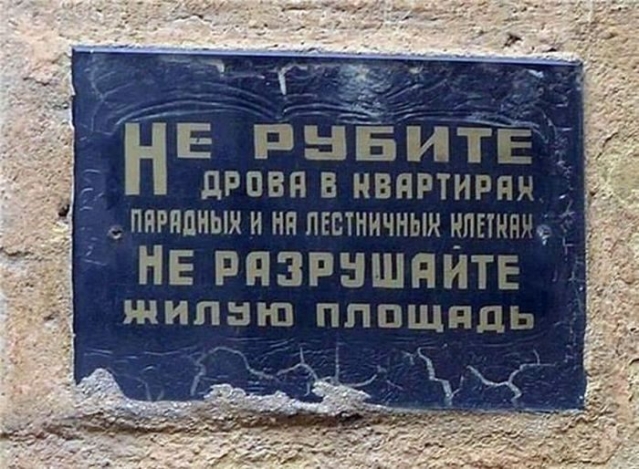 НЕ РУБИТЕ
ДРОВА В КВАРТИРАХ
ПАРАДНЫХ И НА ЛЕСТНИЧНЫХ КЛЕТКАХ
НЕ РАЗРУШАЙТЕ
ЖИЛУЮ ПЛОЩАДЬ